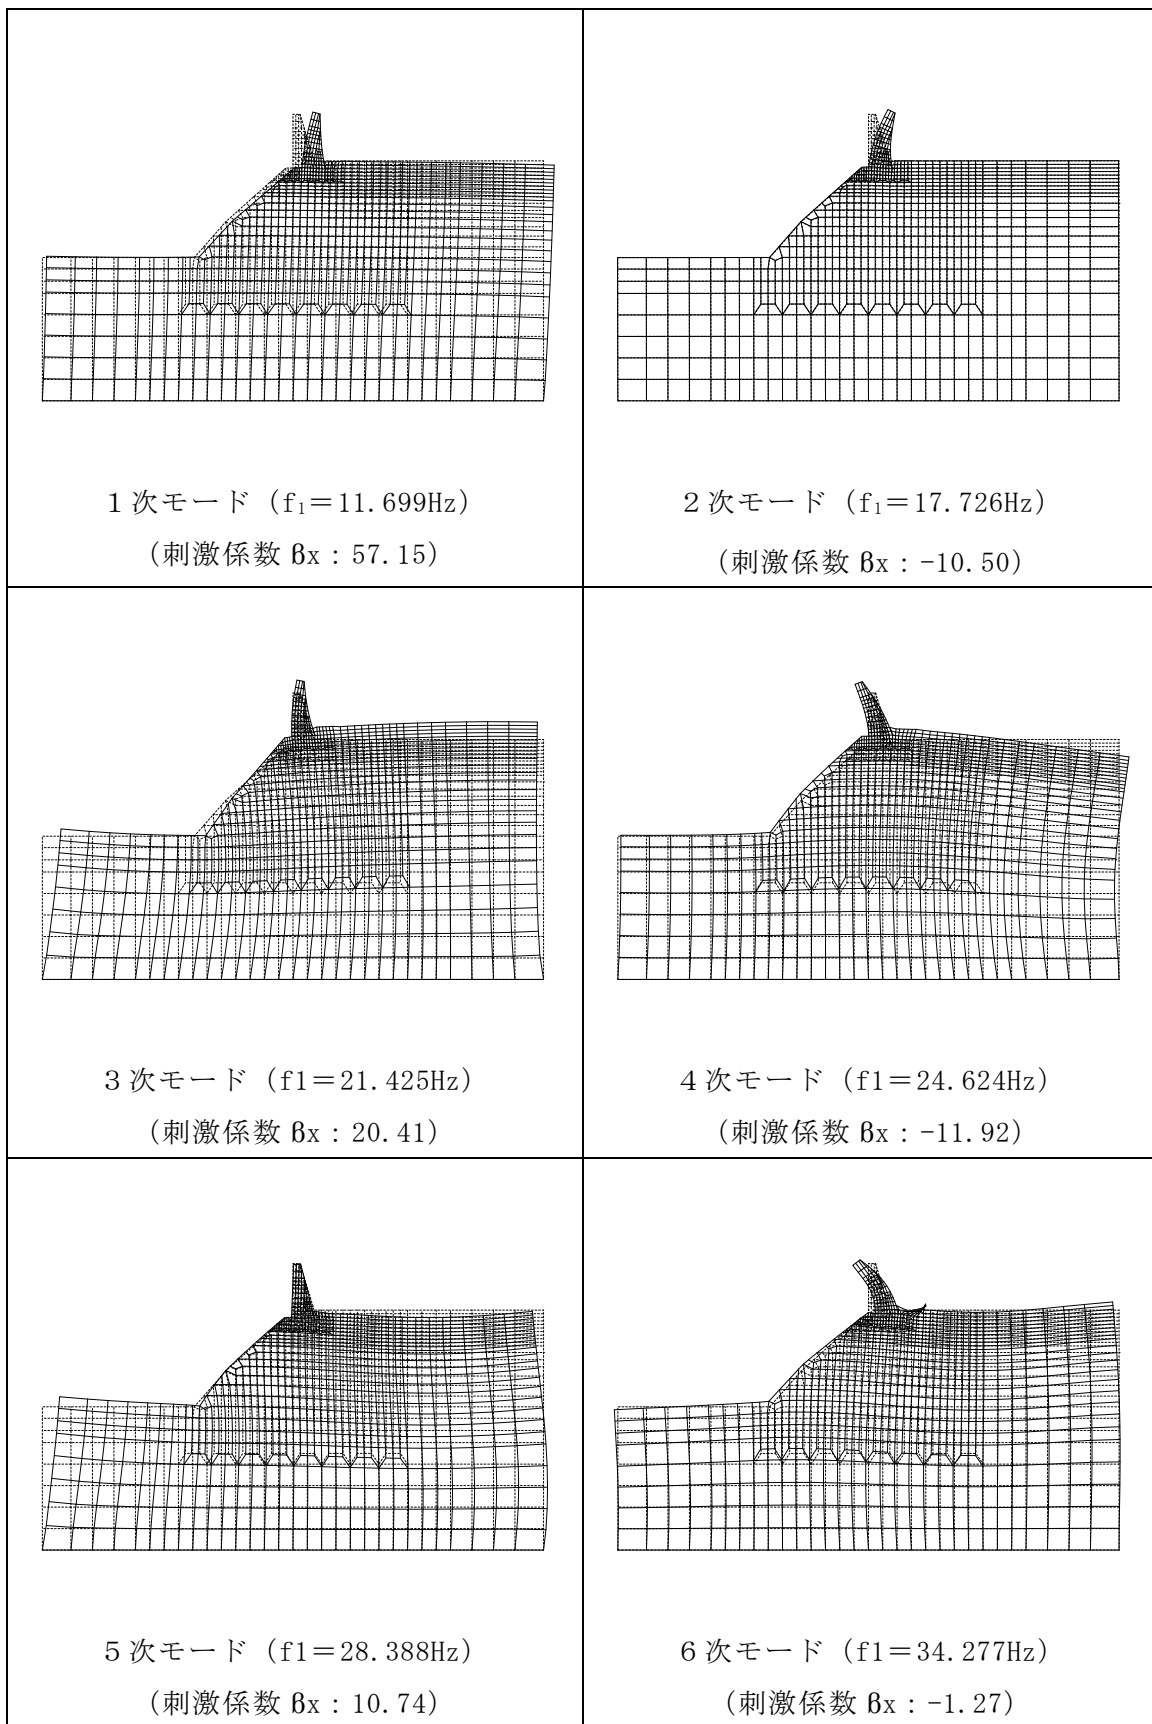 1次モード（f₁＝11.699Hz）
（刺激係数 βx：57.15）
２次モード（f₁＝17.726Hz）
（刺激係数 βx：-10.50）
３次モード（f1＝21.425Hz）
（刺激係数 βx：20.41）
４次モード（f1＝24.624Hz）
（刺激係数 βx：-11.92）
５次モード（f1＝28.388Hz）
（刺激係数 βx：10.74）
６次モード（f1＝34.277Hz）
（刺激係数 βx：-1.27）